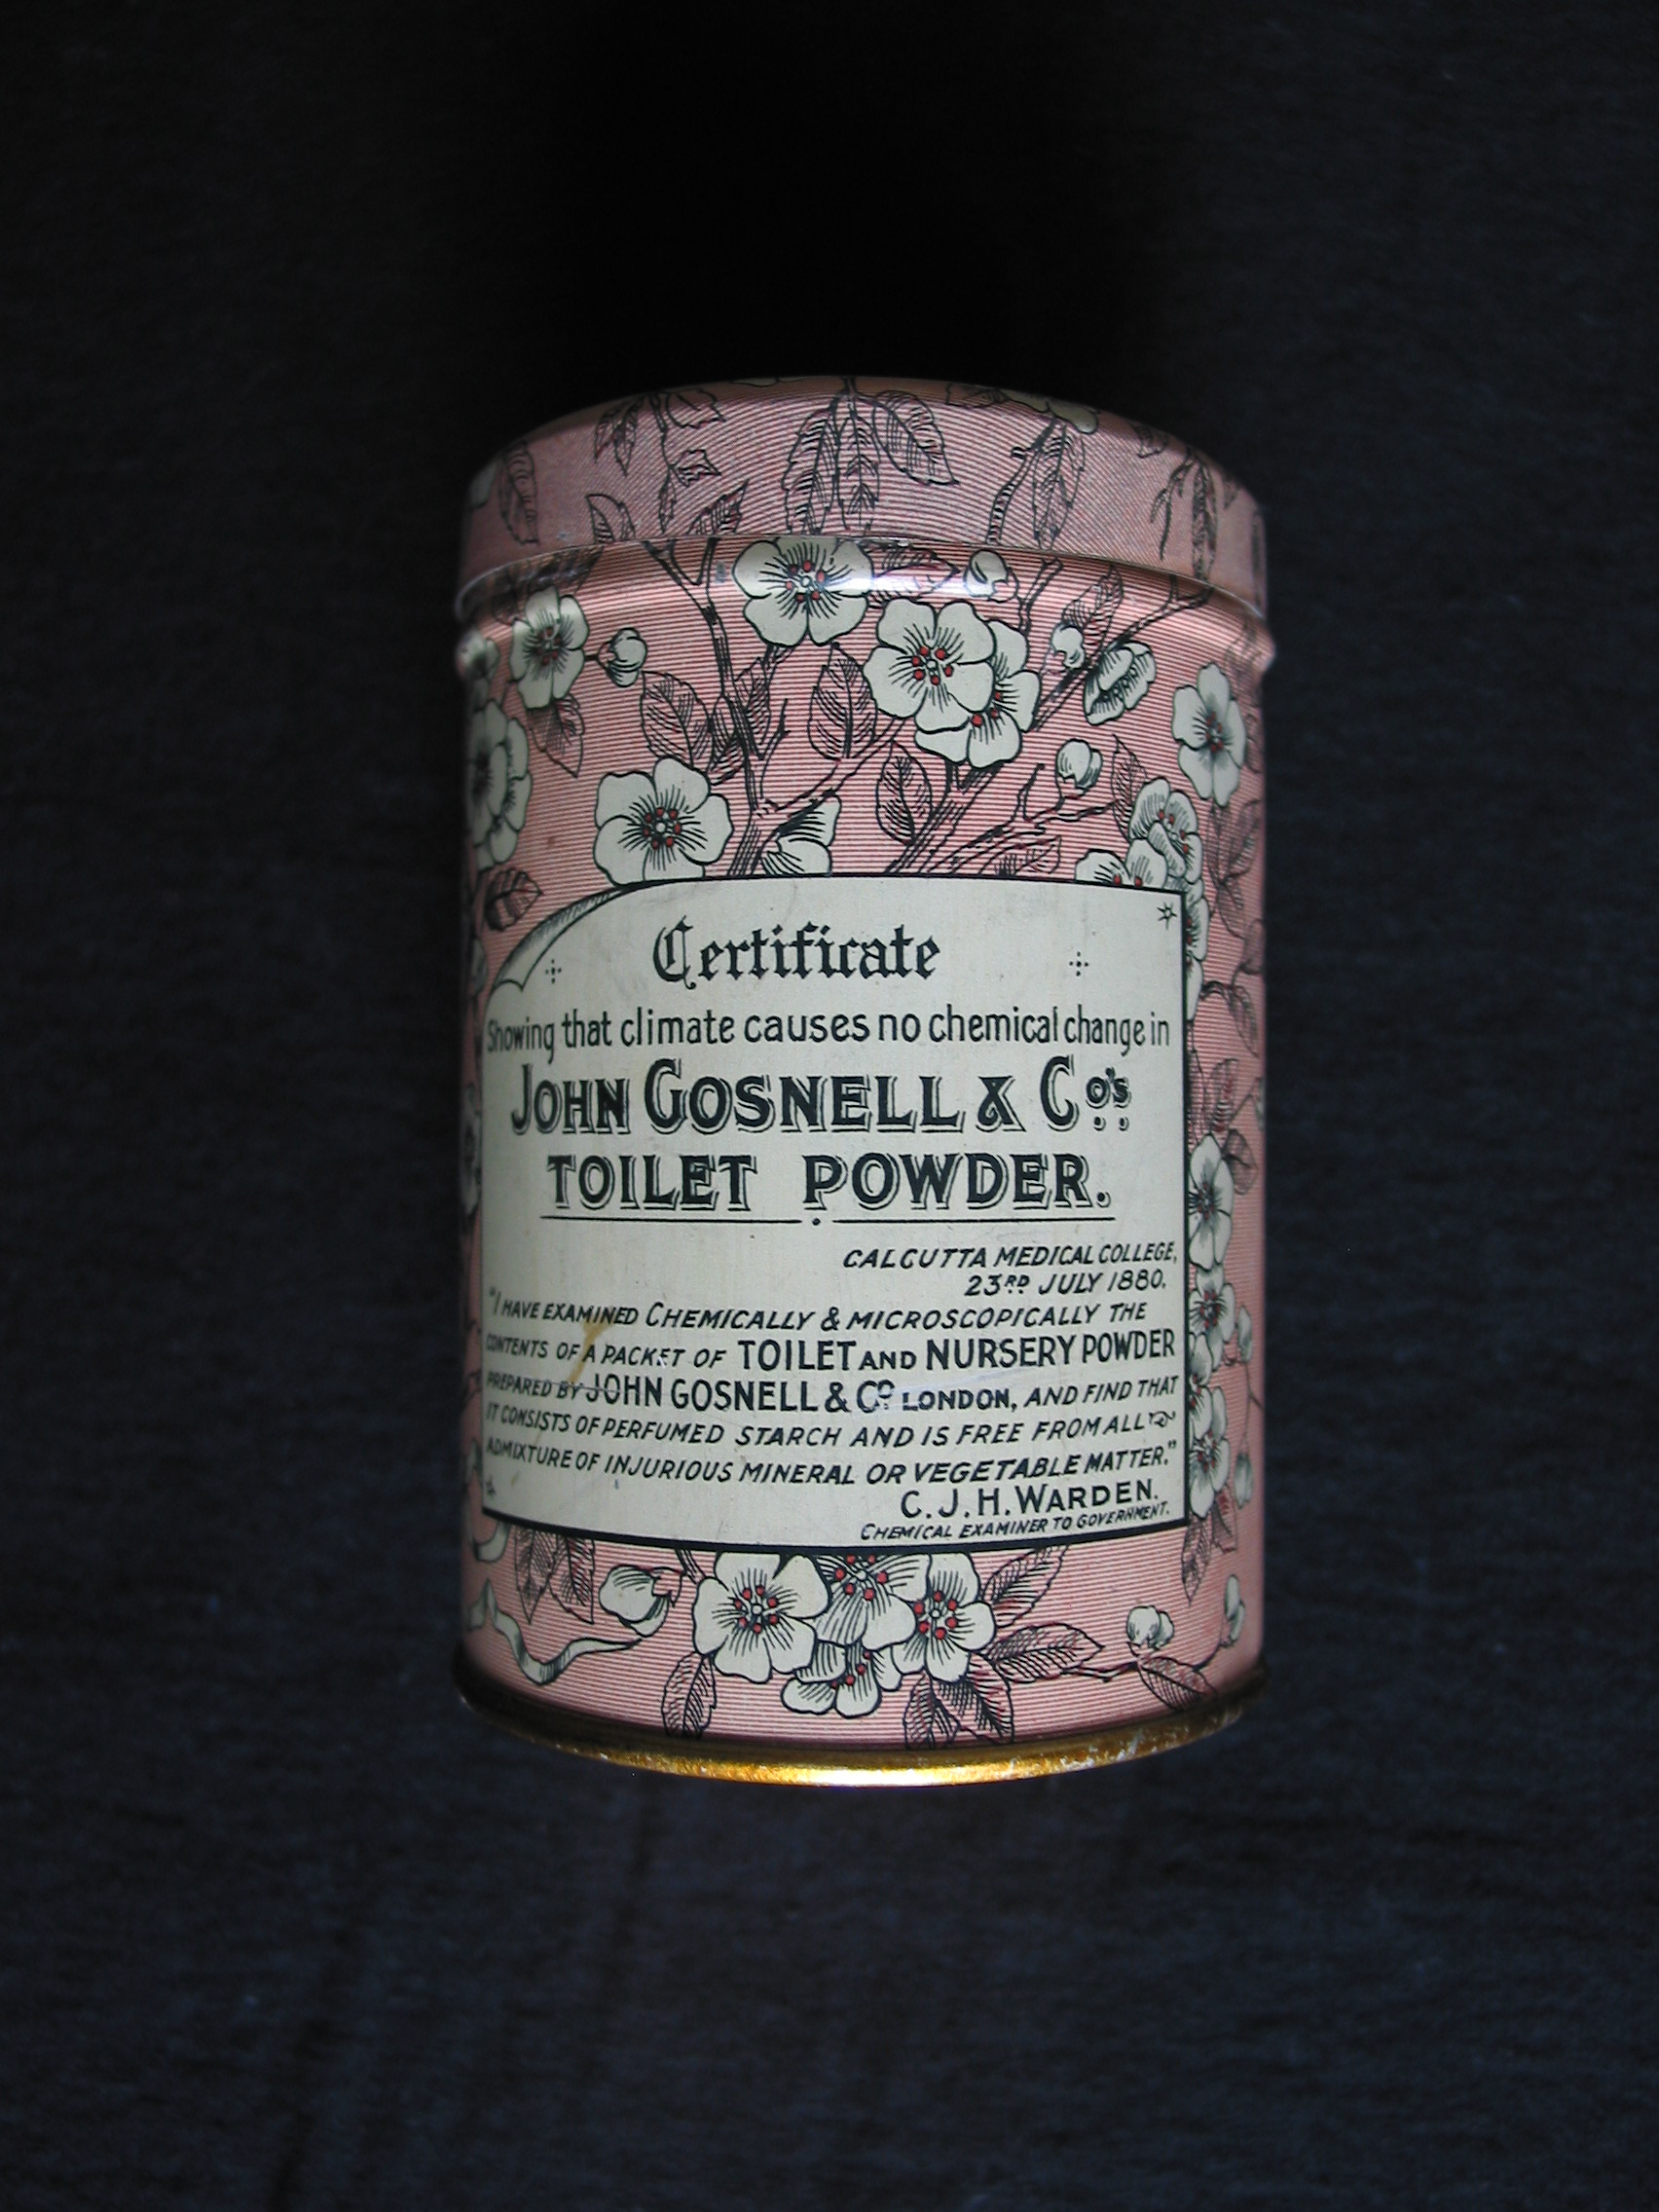 Certificate
Showing that climate causes no chemical change in
JOHN GOSNELL & Co's
TOILET POWDER.
CALCUTTA MEDICAL COLLEGE,
23RD JULY 1880.
"I HAVE EXAMINED CHEMICALLY & MICROSCOPICALLY THE
CONTENTS OF A PACKET OF TOILET AND NURSERY POWDER
PREPARED BY JOHN GOSNELL & CO LONDON, AND FIND THAT
IT CONSISTS OF PERFUMED STARCH AND IS FREE FROM ALL
ADMIXTURE OF INJURIOUS MINERAL OR VEGETABLE MATTER."
C. J. H. WARDEN.
CHEMICAL EXAMINER TO GOVERNMENT.